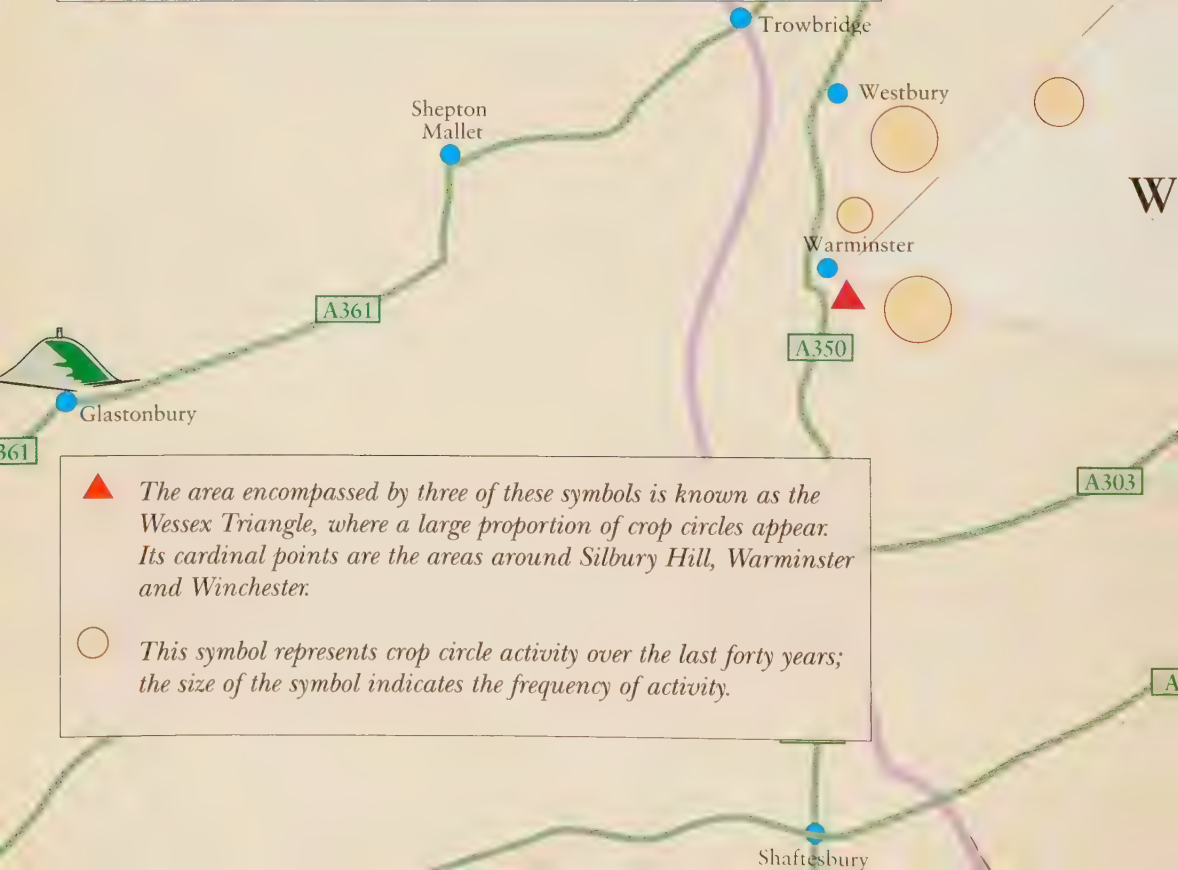 Trowbridge
Westbury
Shepton
Mallet
W
Warminster
A361
A350
Glastonbury
361
A303
The area encompassed by three of these symbols is known as the
Wessex Triangle, where a large proportion of crop circles appear.
Its cardinal points are the areas around Silbury Hill, Warminster
and Winchester.
This symbol represents crop circle activity over the last forty years;
the size of the symbol indicates the frequency of activity.
A
Shaftesbury